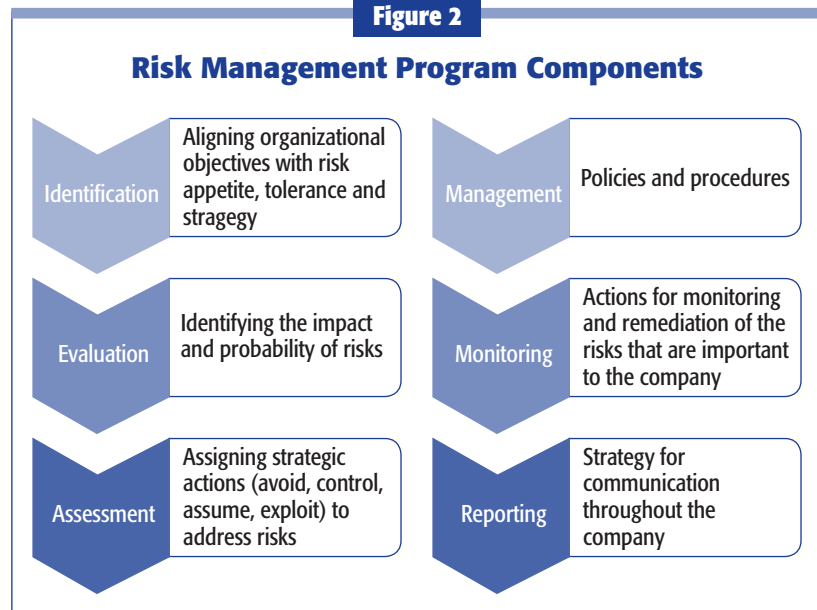 Figure 2
Risk Management Program Components
Identification
Aligning organizational
objectives with risk
appetite, tolerance and
stragegy
Evaluation
Identifying the impact
and probability of risks
Assessment
Assigning strategic
actions (avoid, control,
assume, exploit) to
address risks
Management
Policies and procedures
Monitoring
Actions for monitoring
and remediation of the
risks that are important
to the company
Reporting
Strategy for
communication
throughout the
company